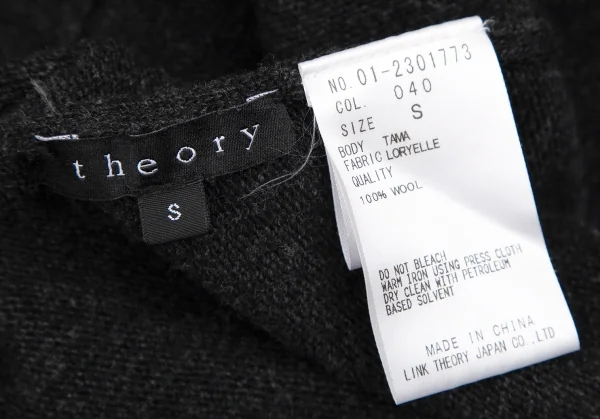 theory
S
NO. 01-2301773
COL. 040
SIZE S
BODY TAMA
FABRIC LORYELLE
QUALITY
100% WOOL
DO NOT BLEACH
WARM IRON USING PRESS CLOTH
DRY CLEAN WITH PETROLEUM
BASED SOLVENT
MADE IN CHINA
LINK THEORY JAPAN CO.,LTD